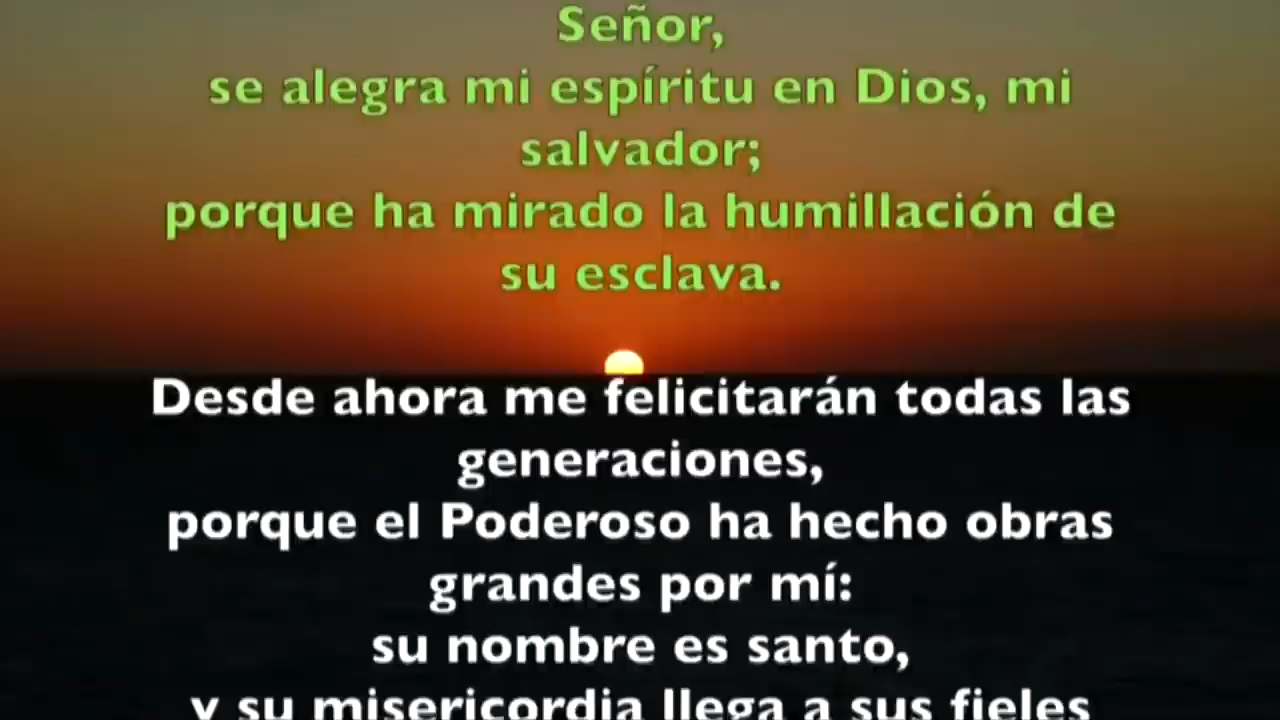 Señor,
se alegra mi espíritu en Dios, mi
salvador;
porque ha mirado la humillación de
su esclava.
Desde ahora me felicitarán todas las
generaciones,
porque el Poderoso ha hecho obras
grandes por mí:
su nombre es santo,
y su misericordia llega a sus fieles